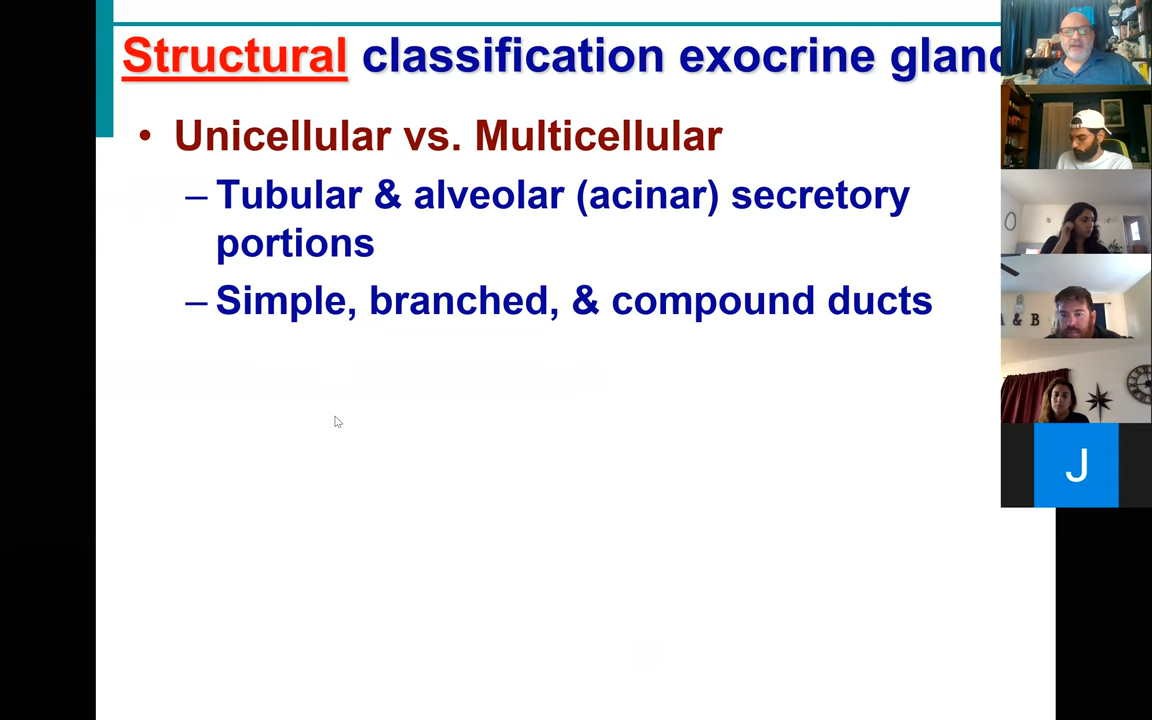 Structural classification exocrine gland
• Unicellular vs. Multicellular
– Tubular & alveolar (acinar) secretory
portions
– Simple, branched, & compound ducts
& B
J